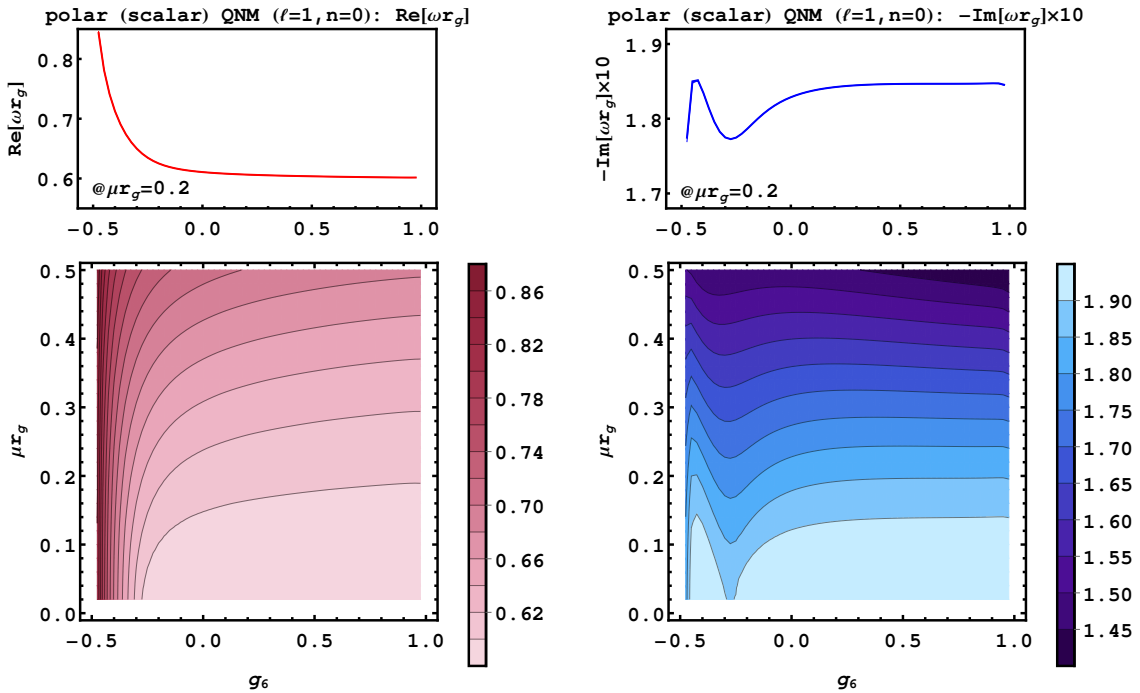 polar (scalar) QNM (ℓ=1,n=0): Re[ωr_g]
0.8
0.7
0.6
Re[ωr_g]
@μr_g=0.2
−0.5 0.0 0.5 1.0
polar (scalar) QNM (ℓ=1,n=0): −Im[ωr_g]×10
1.9
1.8
1.7
−Im[ωr_g]×10
@μr_g=0.2
−0.5 0.0 0.5 1.0
0.5
0.4
0.3
0.2
0.1
0.0
μr_g
−0.5 0.0 0.5 1.0
g₆
0.86
0.82
0.78
0.74
0.70
0.66
0.62
0.5
0.4
0.3
0.2
0.1
0.0
μr_g
−0.5 0.0 0.5 1.0
g₆
1.90
1.85
1.80
1.75
1.70
1.65
1.60
1.55
1.50
1.45